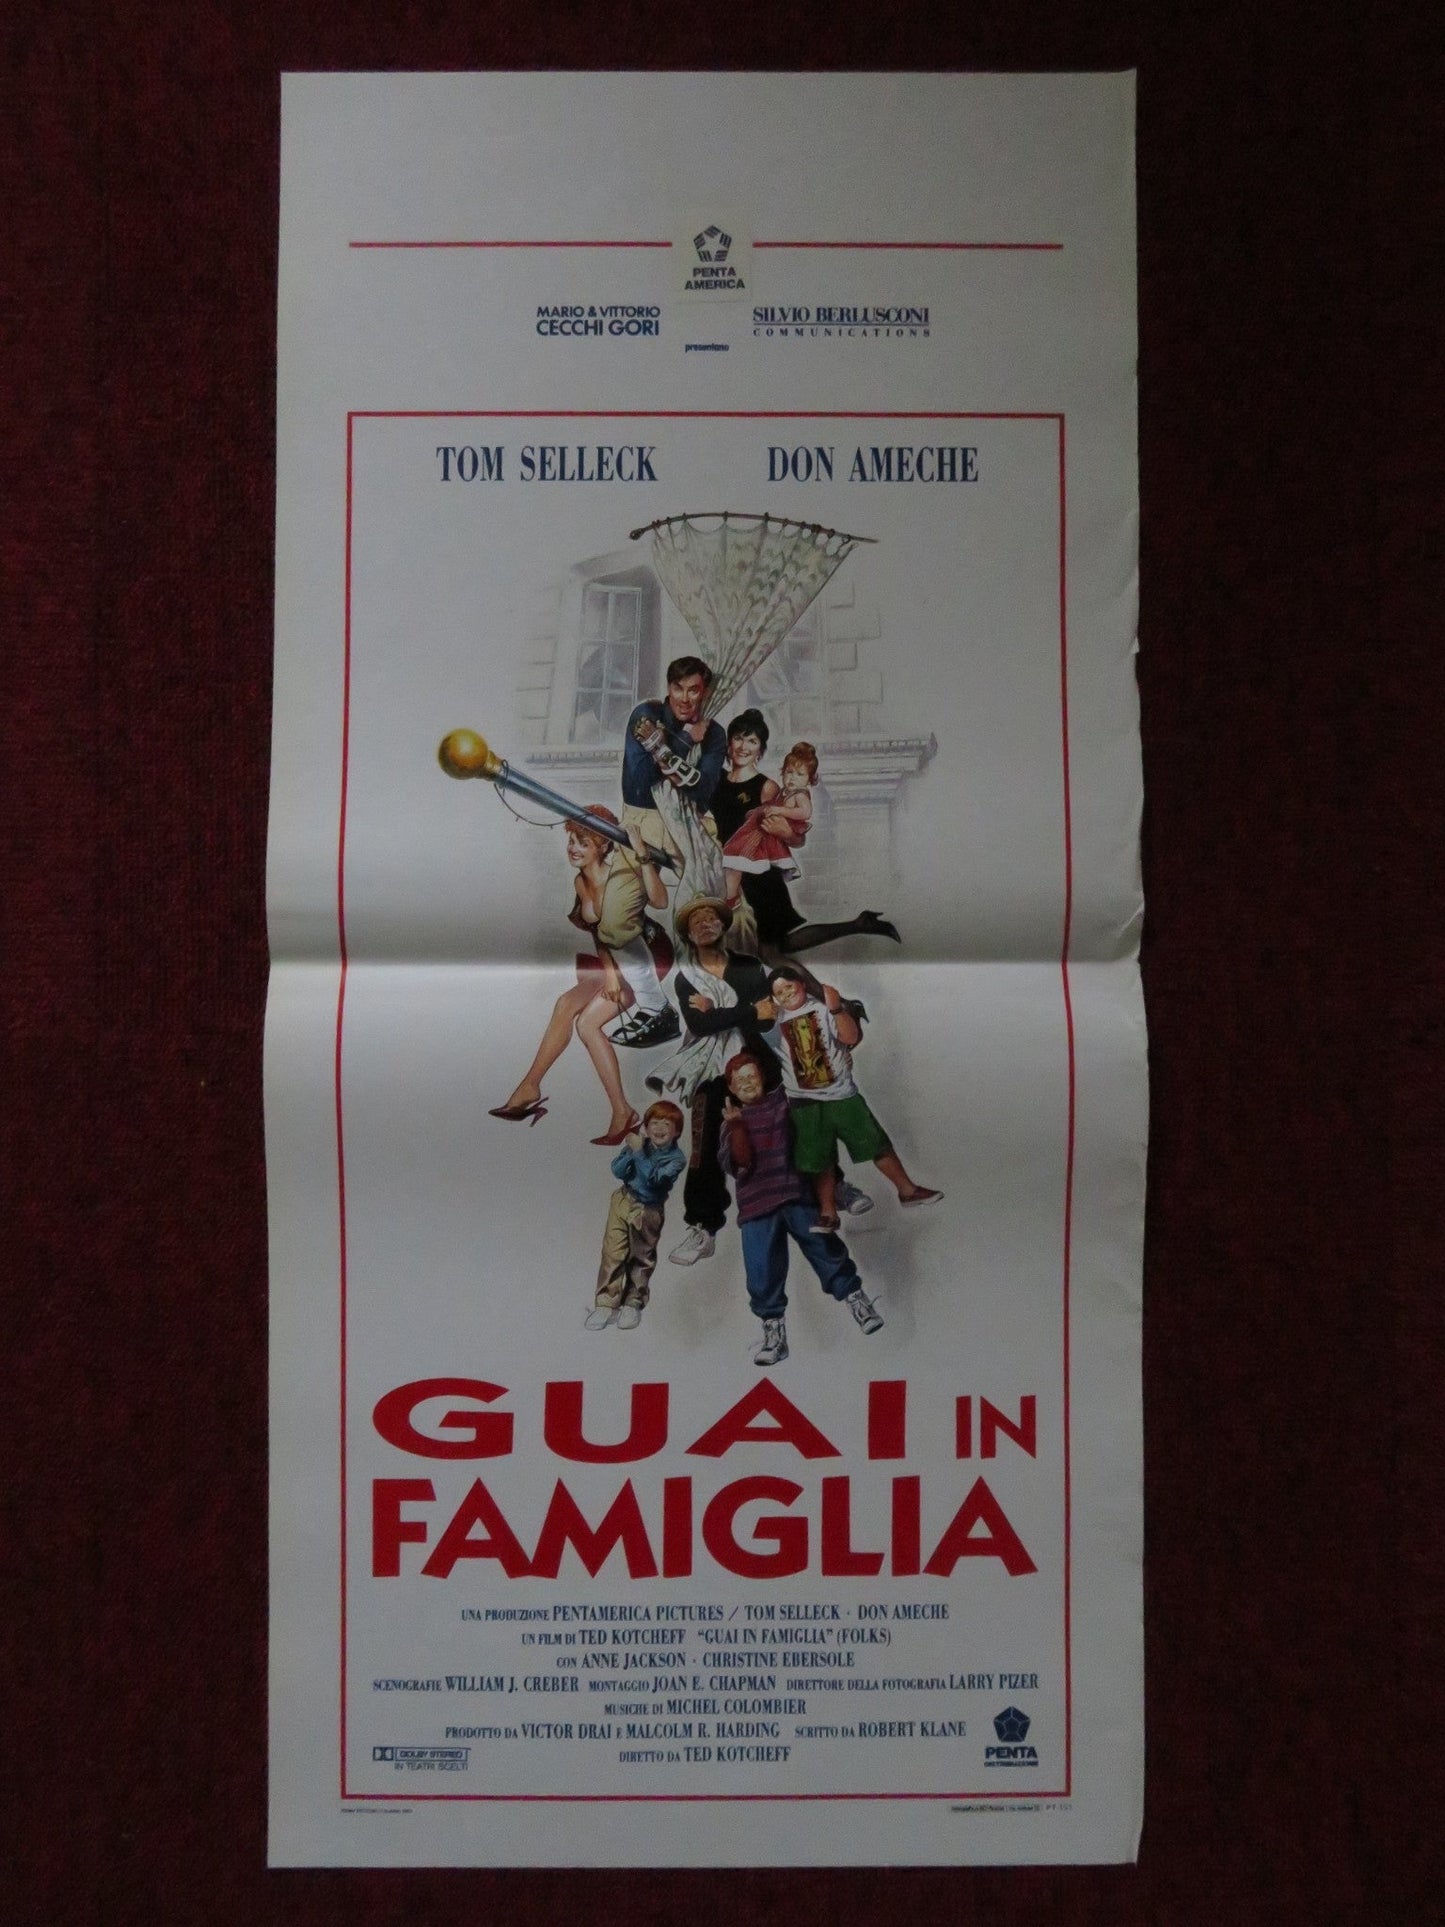 PENTA
AMERICA
MARIO & VITTORIO
CECCHI GORI
SILVIO BERLUSCONI
COMMUNICATIONS
presentano
TOM SELLECK
DON AMECHE
GUAI IN
FAMIGLIA
UNA PRODUZIONE PENTAMERICA PICTURES / TOM SELLECK · DON AMECHE
UN FILM DI TED KOTCHEFF "GUAI IN FAMIGLIA" (FOLKS)
CON ANNE JACKSON · CHRISTINE EBERSOLE
SCENOGRAFIE WILLIAM J. CREBER MONTAGGIO JOAN E. CHAPMAN DIRETTORE DELLA FOTOGRAFIA LARRY PIZER
MUSICHE DI MICHEL COLOMBIER
PRODOTTO DA VICTOR DRAI E MALCOLM R. HARDING SCRITTO DA ROBERT KLANE
DIRETTO DA TED KOTCHEFF
DOLBY STEREO
IN TEATRI SCELTI
PENTA
DISTRIBUZIONE